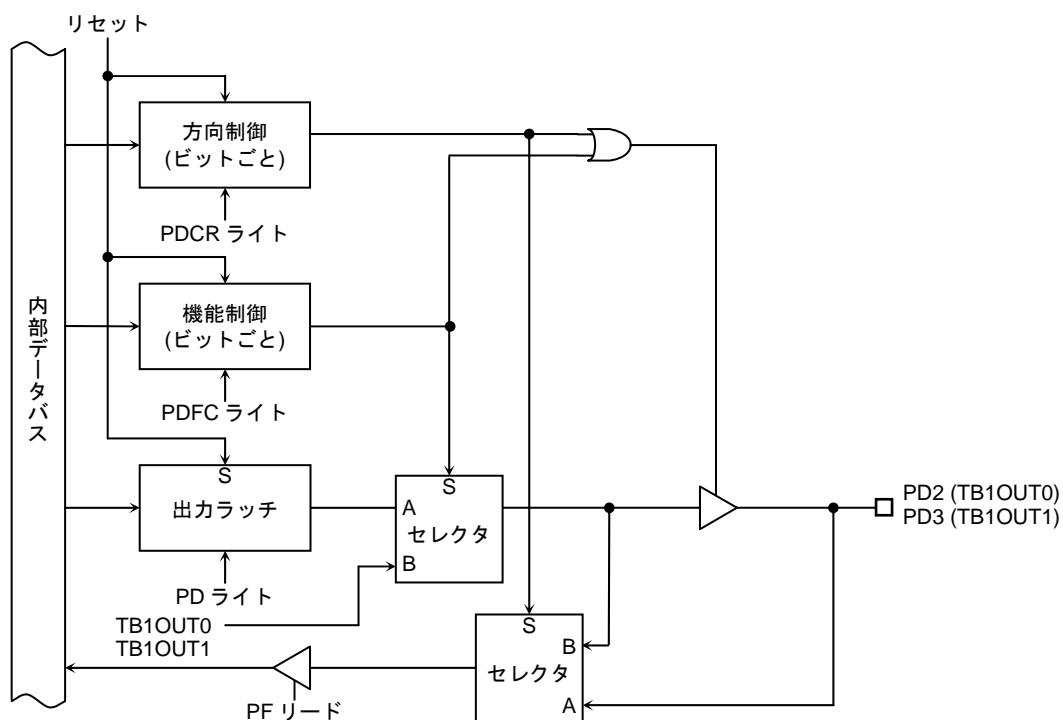 リセット
方向制御
(ビットごと)
PDCR ライト
機能制御
(ビットごと)
PDFC ライト
内部データバス
S
出力ラッチ
PD ライト
S
A
セレクタ
B
PD2 (TB1OUT0)
PD3 (TB1OUT1)
TB1OUT0
TB1OUT1
S
B
セレクタ
A
PF リード